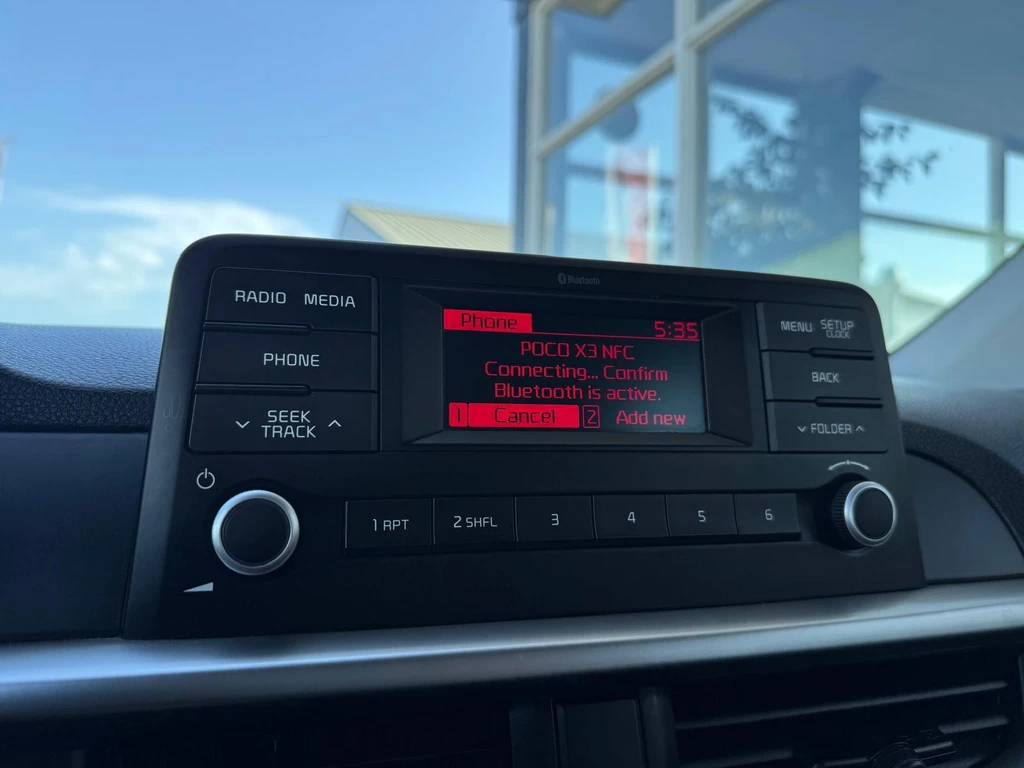 Bluetooth
RADIO MEDIA
PHONE
SEEK
TRACK
Phone 5:35
POCO X3 NFC
Connecting... Confirm
Bluetooth is active.
1 Cancel 2 Add new
MENU SETUP
CLOCK
BACK
FOLDER
1 RPT 2 SHFL 3 4 5 6